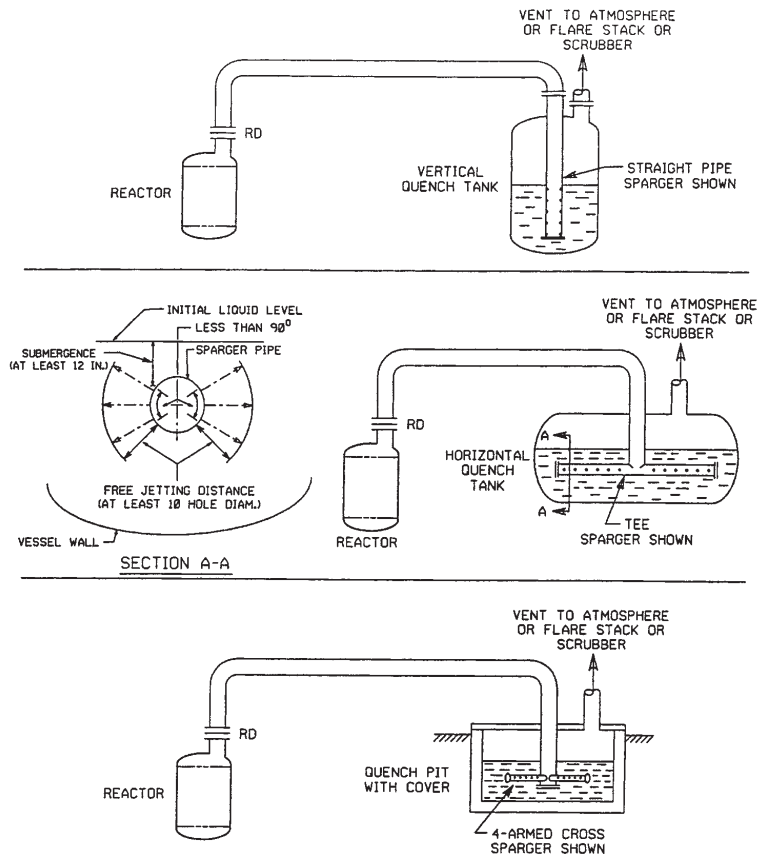 VENT TO ATMOSPHERE
OR FLARE STACK OR
SCRUBBER
RD
REACTOR
VERTICAL
QUENCH TANK
STRAIGHT PIPE
SPARGER SHOWN
INITIAL LIQUID LEVEL
LESS THAN 90°
SUBMERGENCE
(AT LEAST 12 IN.)
SPARGER PIPE
FREE JETTING DISTANCE
(AT LEAST 10 HOLE DIAM.)
VESSEL WALL
SECTION A-A
VENT TO ATMOSPHERE
OR FLARE STACK OR
SCRUBBER
RD
REACTOR
HORIZONTAL
QUENCH
TANK
A
A
TEE
SPARGER SHOWN
VENT TO ATMOSPHERE
OR FLARE STACK OR
SCRUBBER
RD
REACTOR
QUENCH PIT
WITH COVER
4-ARMED CROSS
SPARGER SHOWN